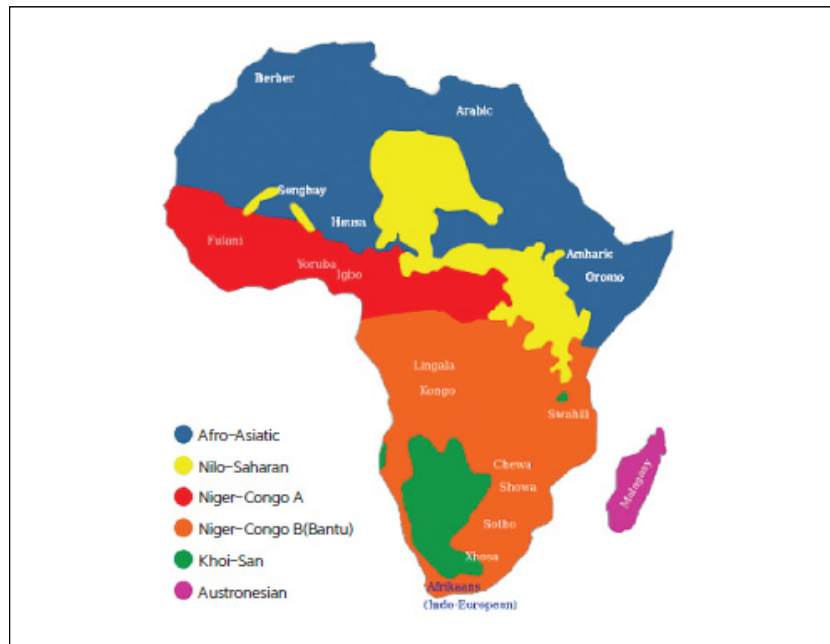 Berber
Arabic
Songhay
Hausa
Fulani
Yoruba
Igbo
Amharic
Oromo
Lingala
Kongo
Swahili
Chewa
Showa
Sotho
Xhosa
Malagasy
Afrikaans
(Indo-European)
Afro-Asiatic
Nilo-Saharan
Niger-Congo A
Niger-Congo B(Bantu)
Khoi-San
Austronesian